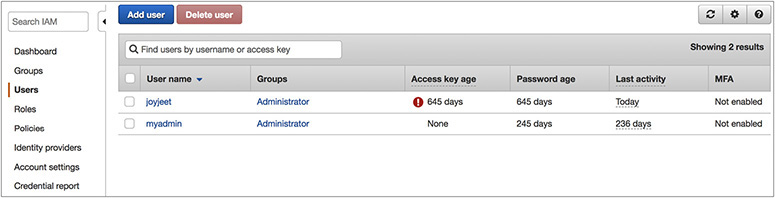 Add user Delete user
Search IAM
Find users by username or access key Showing 2 results
Dashboard
Groups
Users
Roles
Policies
Identity providers
Account settings
Credential report
User name Groups Access key age Password age Last activity MFA
joyjeet Administrator 645 days 645 days Today Not enabled
myadmin Administrator None 245 days 236 days Not enabled